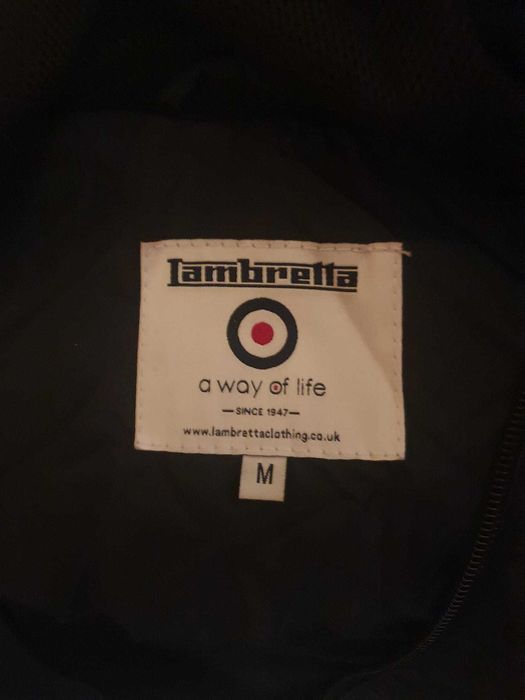 Lambretta
a way of life
—SINCE 1947—
www.lambrettaclothing.co.uk
M